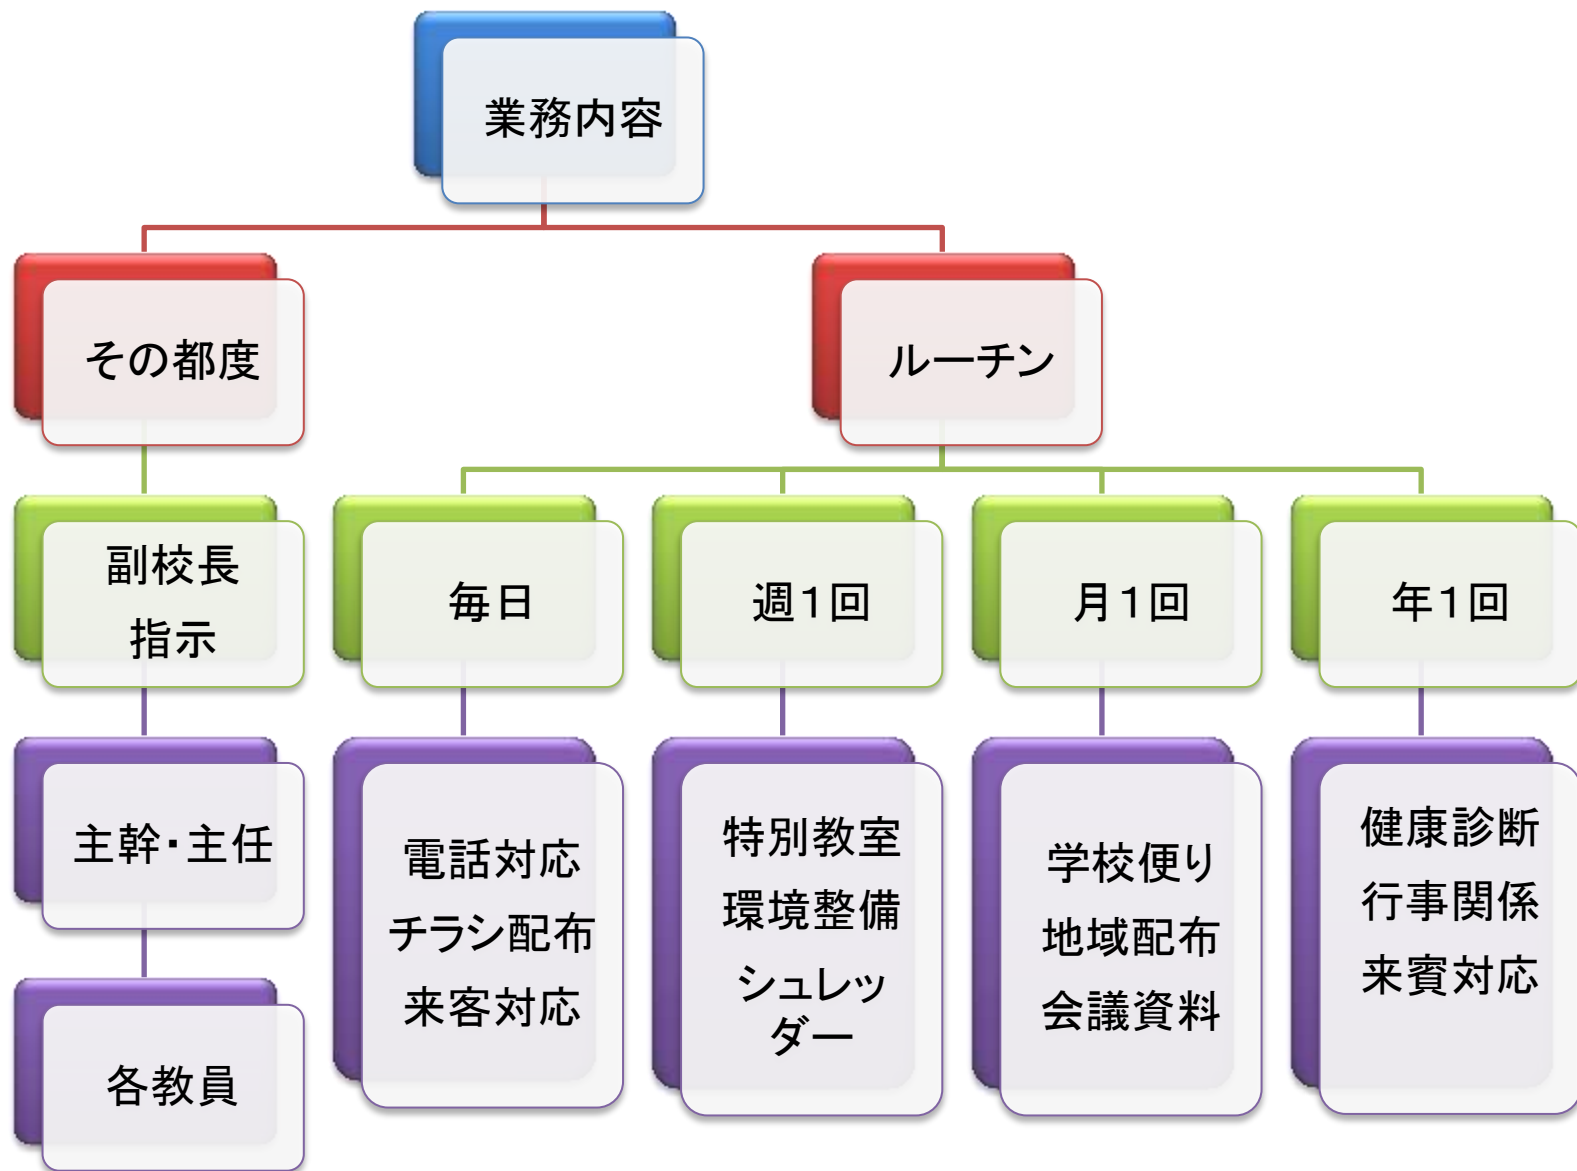 業務内容
その都度
ルーチン
副校長
指示
毎日
週1回
月1回
年1回
主幹・主任
電話対応
チラシ配布
来客対応
特別教室
環境整備
シュレッ
ダー
学校便り
地域配布
会議資料
健康診断
行事関係
来賓対応
各教員